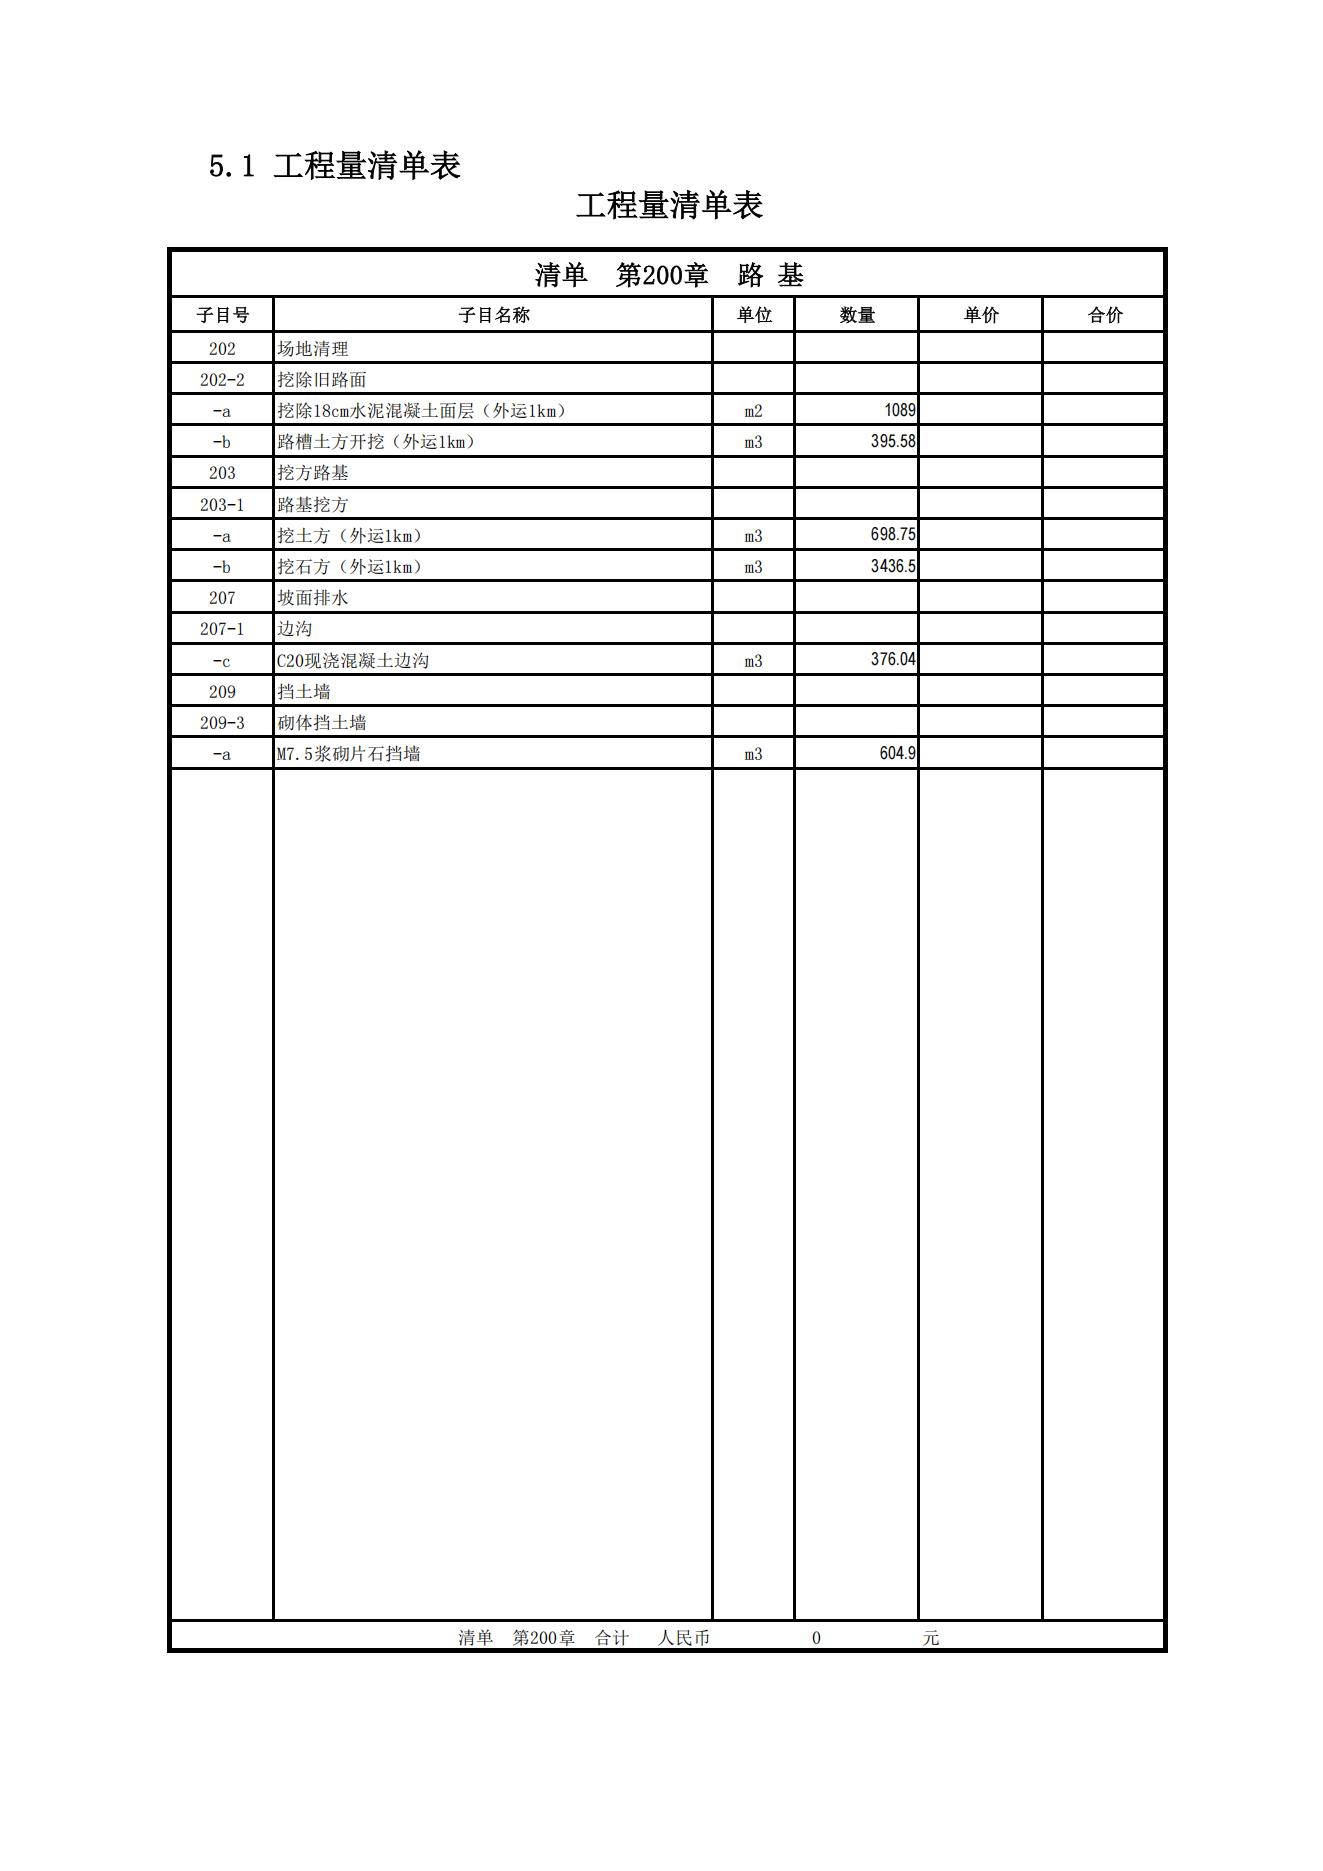 5.1 工程量清单表
工程量清单表
清单 第200章 路 基
子目号 子目名称 单位 数量 单价 合价
202 场地清理
202-2 挖除旧路面
-a 挖除18cm水泥混凝土面层（外运1km） m2 1089
-b 路槽土方开挖（外运1km） m3 395.58
203 挖方路基
203-1 路基挖方
-a 挖土方（外运1km） m3 698.75
-b 挖石方（外运1km） m3 3436.5
207 坡面排水
207-1 边沟
-c C20现浇混凝土边沟 m3 376.04
209 挡土墙
209-3 砌体挡土墙
-a M7.5浆砌片石挡墙 m3 604.9
清单 第200章 合计 人民币 0 元